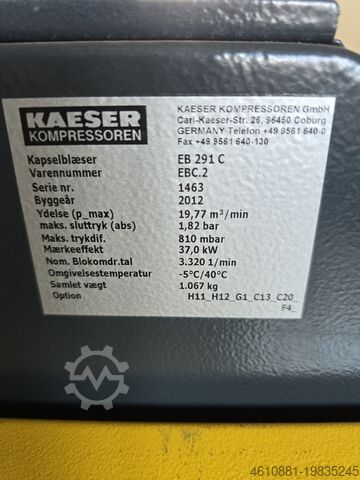 KAESER
KOMPRESSOREN
KAESER KOMPRESSOREN GmbH
Carl-Kaeser-Str. 26, 96450 Coburg
GERMANY Telefon +49 9561 640-0
Fax +49 9561 640-130
Kapselblæser EB 291 C
Varennummer EBC.2
Serie nr. 1463
Byggeår 2012
Ydelse (p_max) 19,77 m³/min
maks. sluttryk (abs) 1,82 bar
Maks. trykdif. 810 mbar
Mærkeeffekt 37,0 kW
Nom. Blokomdr.tal 3.320 1/min
Omgivelsestemperatur -5°C/40°C
Samlet vægt 1.067 kg
Option H11_H12_G1_C13_C20_
F4_
4610881-19835245